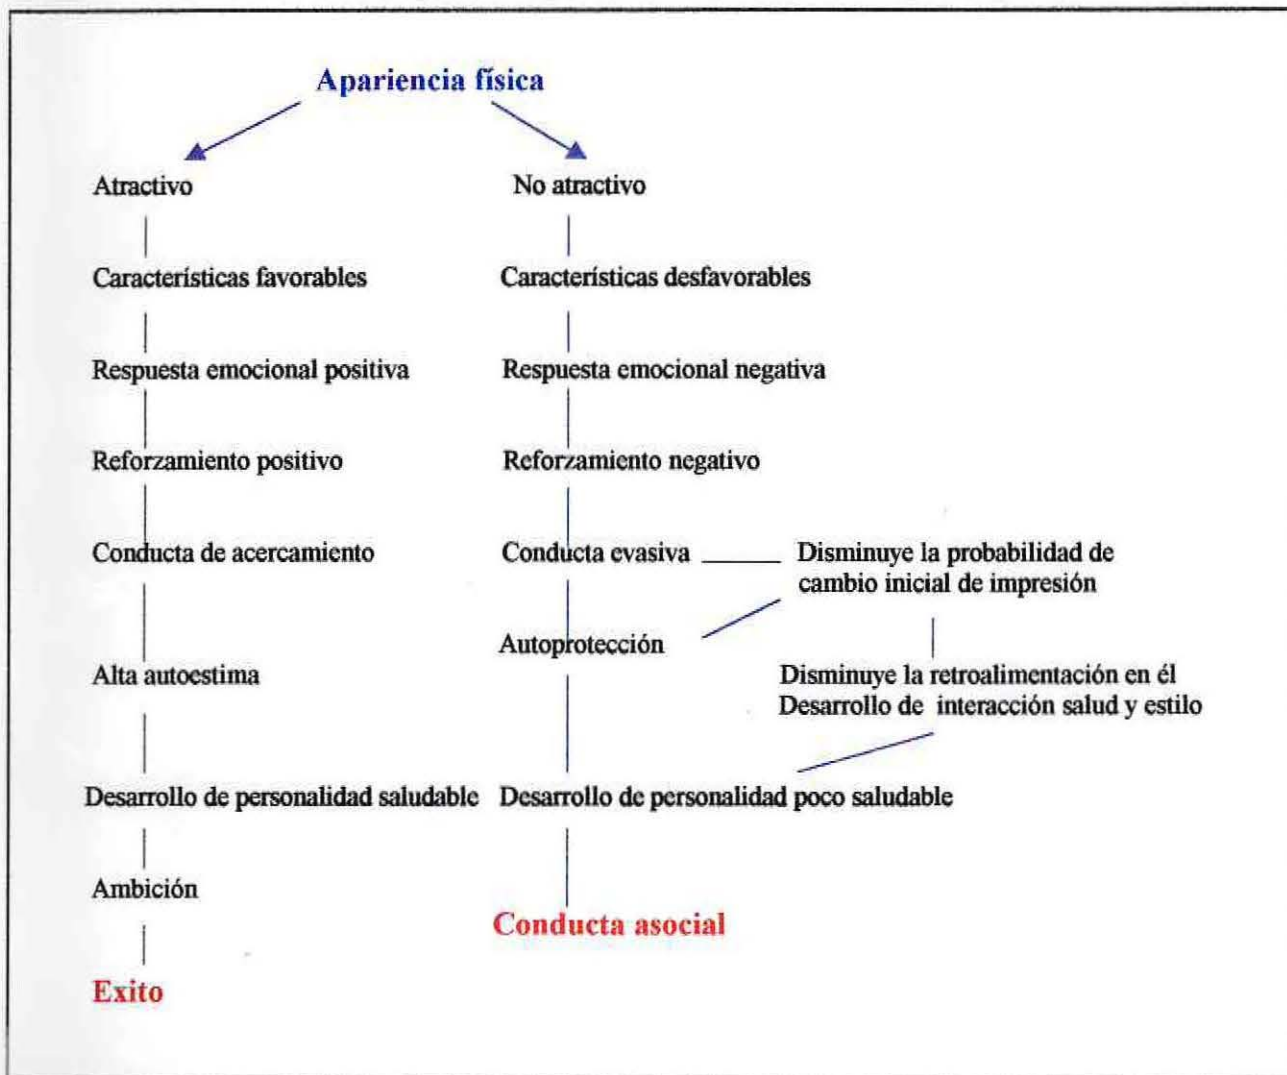 Apariencia física
Atractivo
No atractivo
Características favorables
Características desfavorables
Respuesta emocional positiva
Respuesta emocional negativa
Reforzamiento positivo
Reforzamiento negativo
Conducta de acercamiento
Conducta evasiva
Disminuye la probabilidad de
cambio inicial de impresión
Autoprotección
Alta autoestima
Disminuye la retroalimentación en él
Desarrollo de interacción salud y estilo
Desarrollo de personalidad saludable
Desarrollo de personalidad poco saludable
Ambición
Conducta asocial
Exito